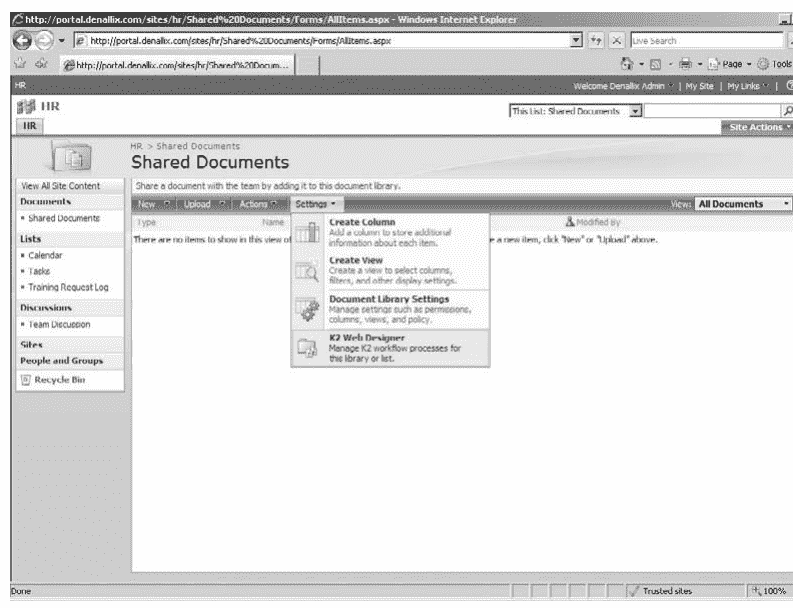 http://portal.denallix.com/sites/hr/Shared%20Documents/Forms/AllItems.aspx - Windows Internet Explorer
http://portal.denallix.com/sites/hr/Shared%20Documents/Forms/AllItems.aspx
Live Search
http://portal.denallix.com/sites/hr/Shared%20Docum...
Page
Tools
HR
Welcome Denallix Admin | My Site | My Links |
HR
This List: Shared Documents
HR
Site Actions
HR > Shared Documents
Shared Documents
View All Site Content
Share a document with the team by adding it to this document library.
Documents
New
Upload
Actions
Settings
View: All Documents
Shared Documents
Type
Name
Modified By
There are no items to show in this view of
e a new item, click "New" or "Upload" above.
Lists
Calendar
Tasks
Training Request Log
Discussions
Team Discussion
Sites
People and Groups
Recycle Bin
Create Column
Add a column to store additional
information about each item.
Create View
Create a view to select columns,
filters, and other display settings.
Document Library Settings
Manage settings such as permissions,
columns, views, and policy.
K2 Web Designer
Manage K2 workflow processes for
this library or list.
Done
Trusted sites
100%